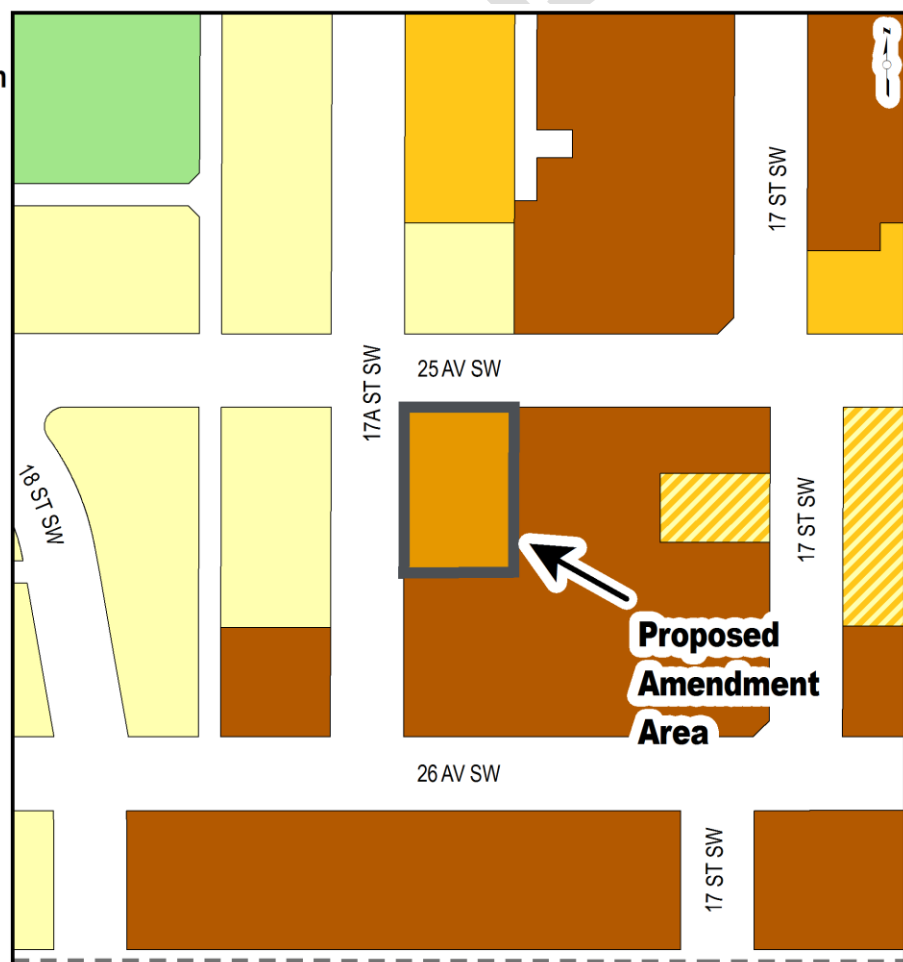 n
17 ST SW
17A ST SW
25 AV SW
18 ST SW
17 ST SW
Proposed
Amendment
Area
26 AV SW
17 ST SW